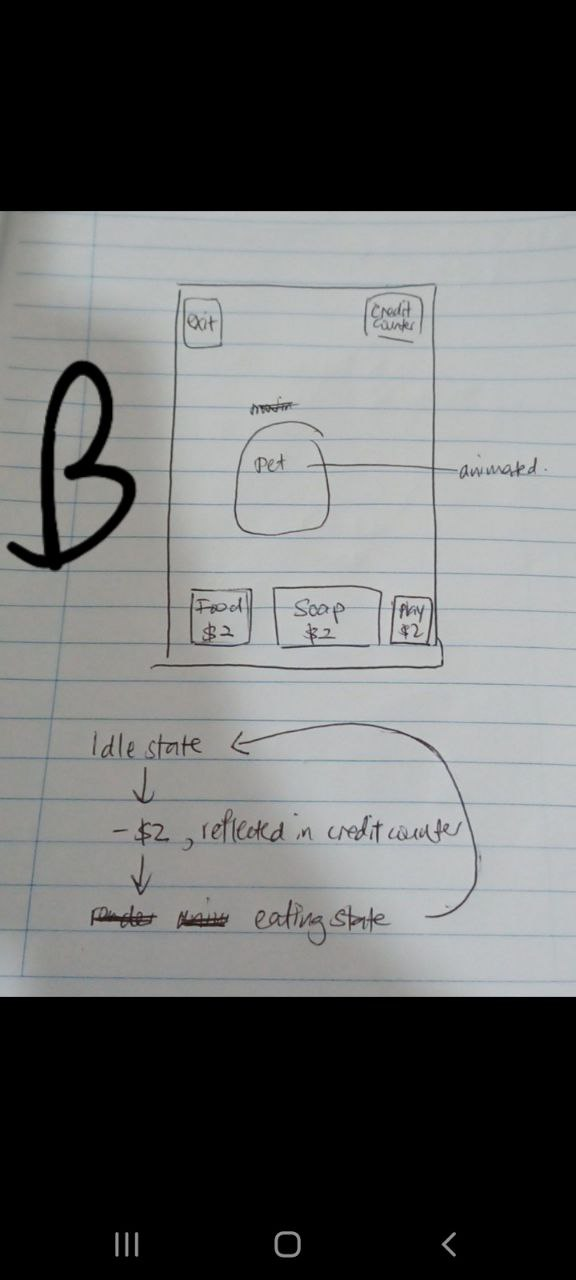 B
exit
Credit
Counter
Pet
animated.
Food
$2
Soap
$2
Play
$2
Idle state
-$2, reflected in credit counter
eating state